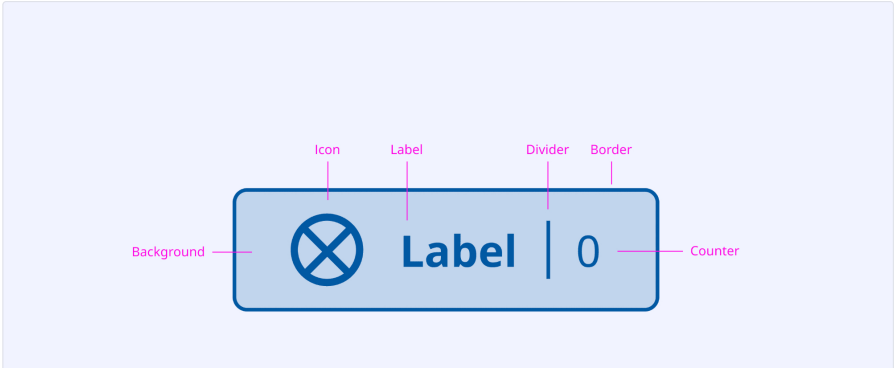 Icon
Label
Divider
Border
Background
Label
0
Counter